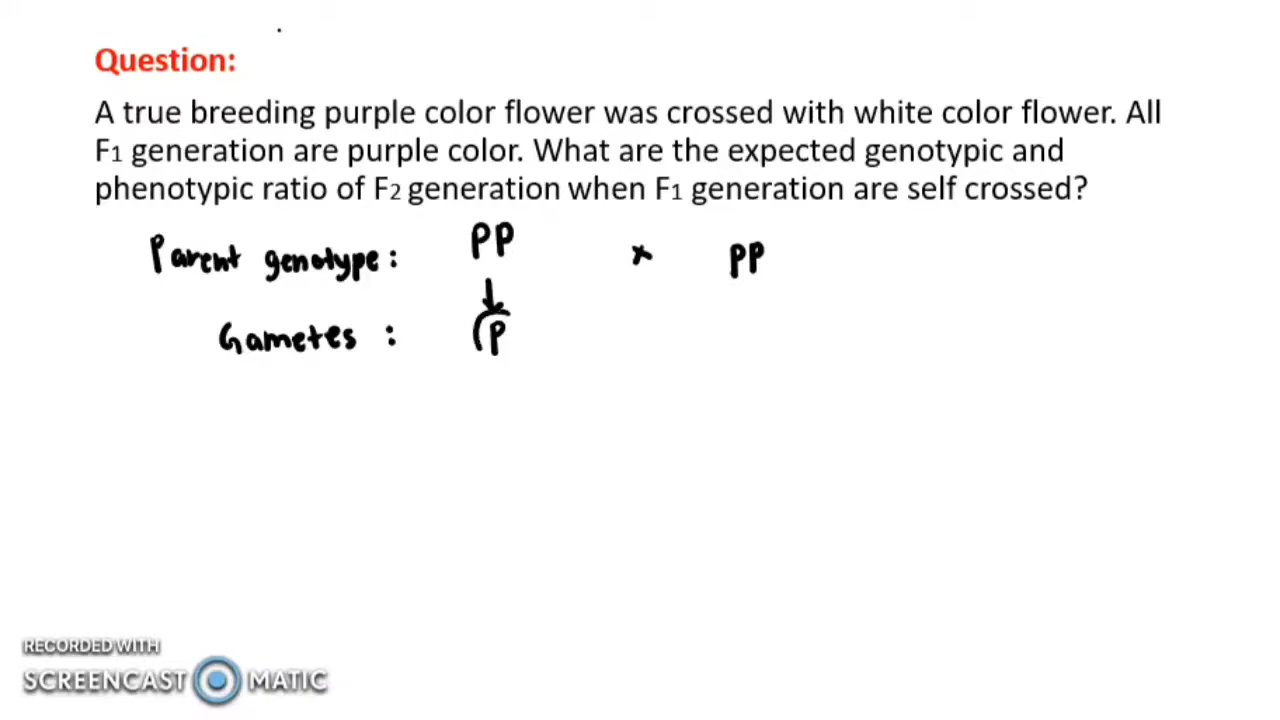 Question:
A true breeding purple color flower was crossed with white color flower. All
F1 generation are purple color. What are the expected genotypic and
phenotypic ratio of F2 generation when F1 generation are self crossed?
Parent genotype: PP × pp
Gametes: P
RECORDED WITH
SCREENCAST MATIC